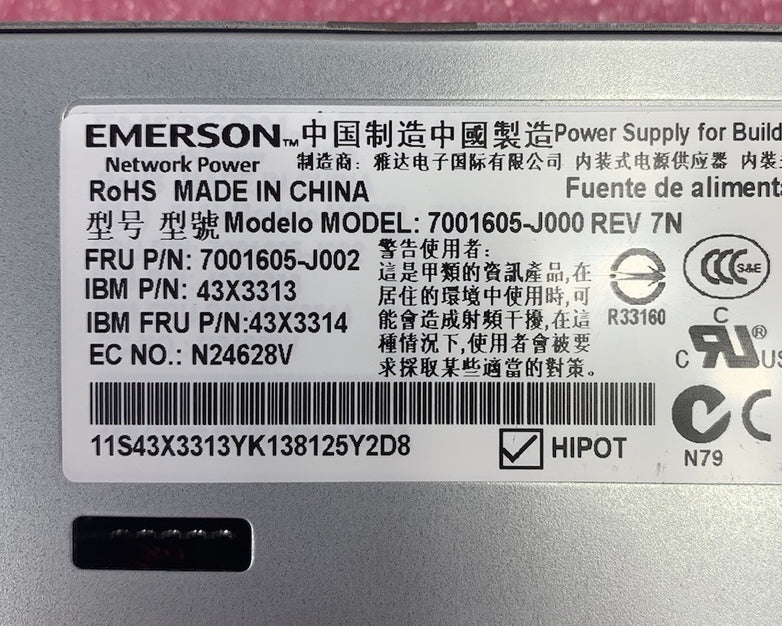 EMERSON™ 中国制造中國製造 Power Supply for Build
Network Power 制造商: 雅达电子国际有限公司 内装式电源供应器 内裝
RoHS MADE IN CHINA Fuente de alimenta
型号 型號 Modelo MODEL: 7001605-J000 REV 7N
FRU P/N: 7001605-J002
IBM P/N: 43X3313
IBM FRU P/N:43X3314
EC NO.: N24628V
警告使用者:
這是甲類的資訊產品,在
居住的環境中使用時,可
能會造成射頻干擾,在這
種情況下,使用者會被要
求採取某些適當的對策。
R33160
CCC S&E
C RU® US
C
N79
CE
11S43X3313YK138125Y2D8
HIPOT